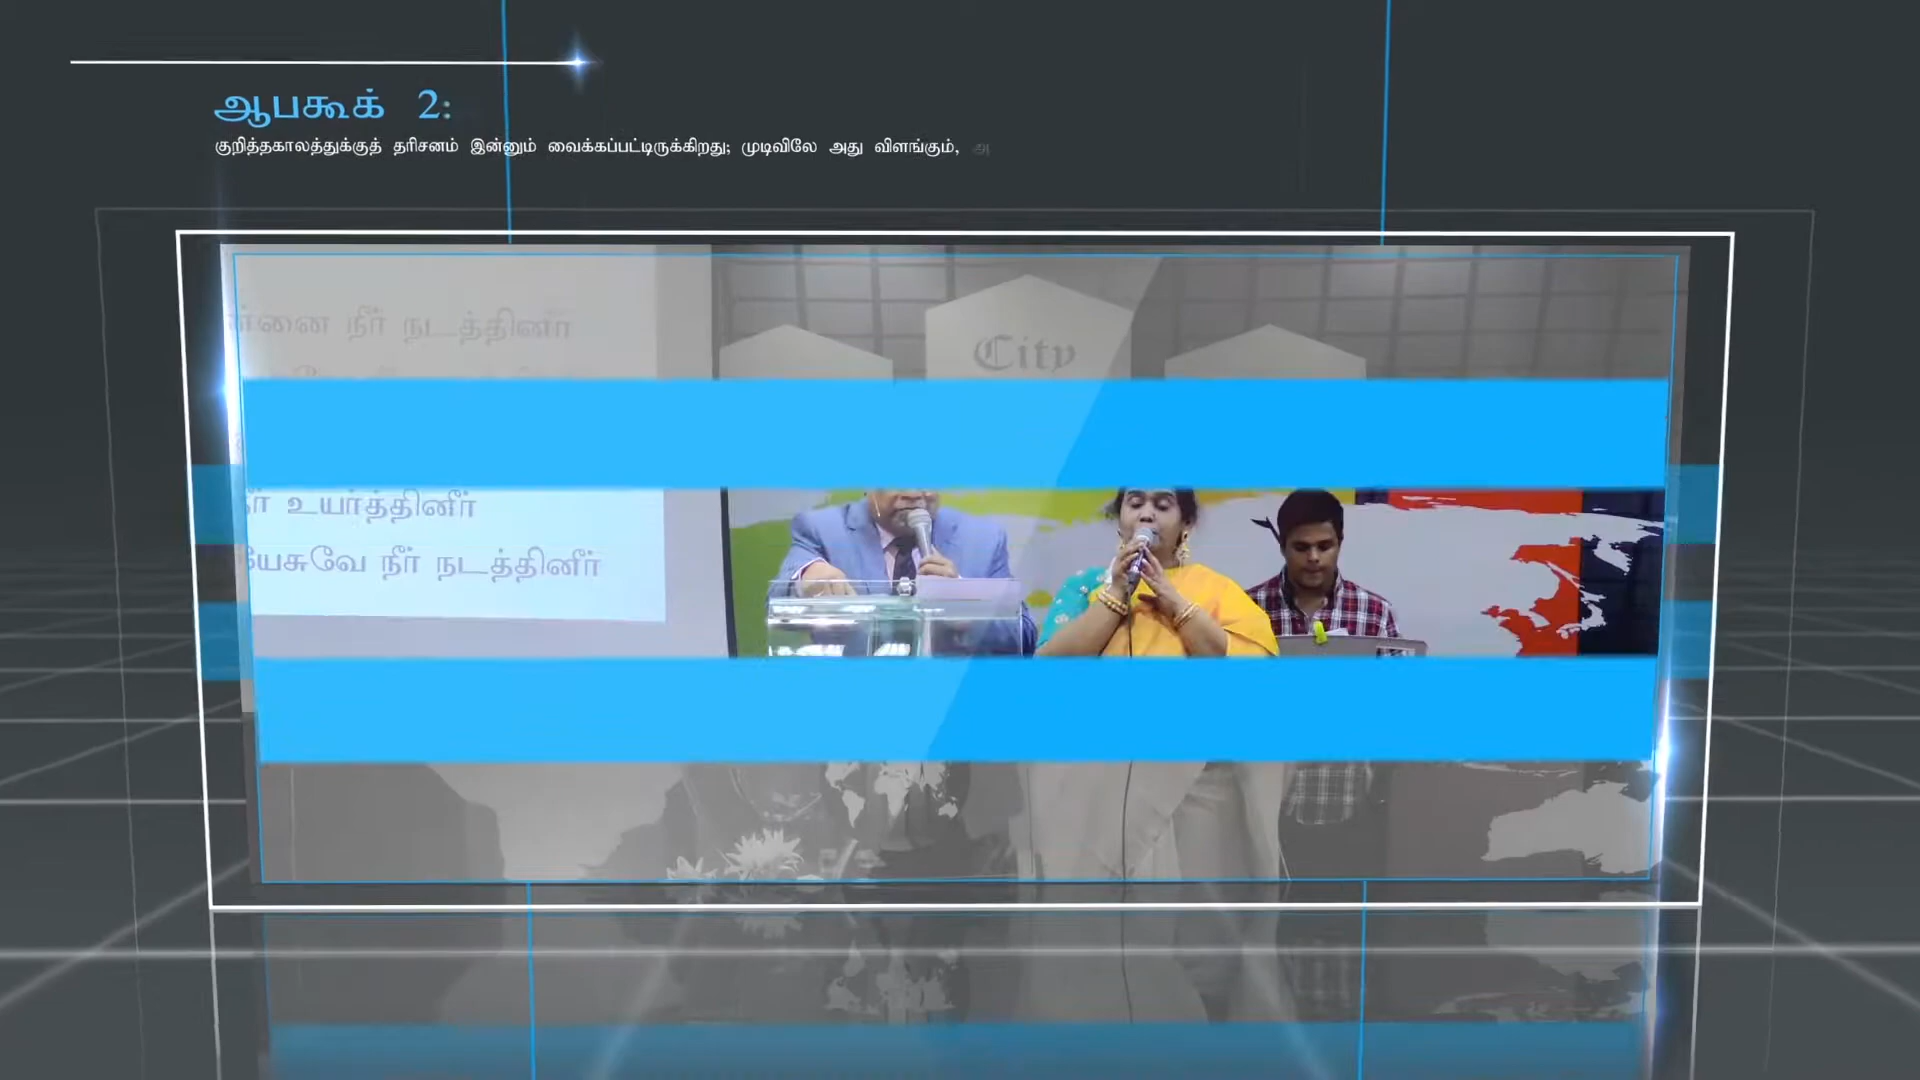 ஆபகூக் 2:
குறித்தகாலத்துக்குத் தரிசனம் இன்னும் வைக்கப்பட்டிருக்கிறது; முடிவிலே அது விளங்கும், அ
நீர் நடத்தினீர்
City
உயர்த்தினீர்
யேசுவே நீர் நடத்தினீர்